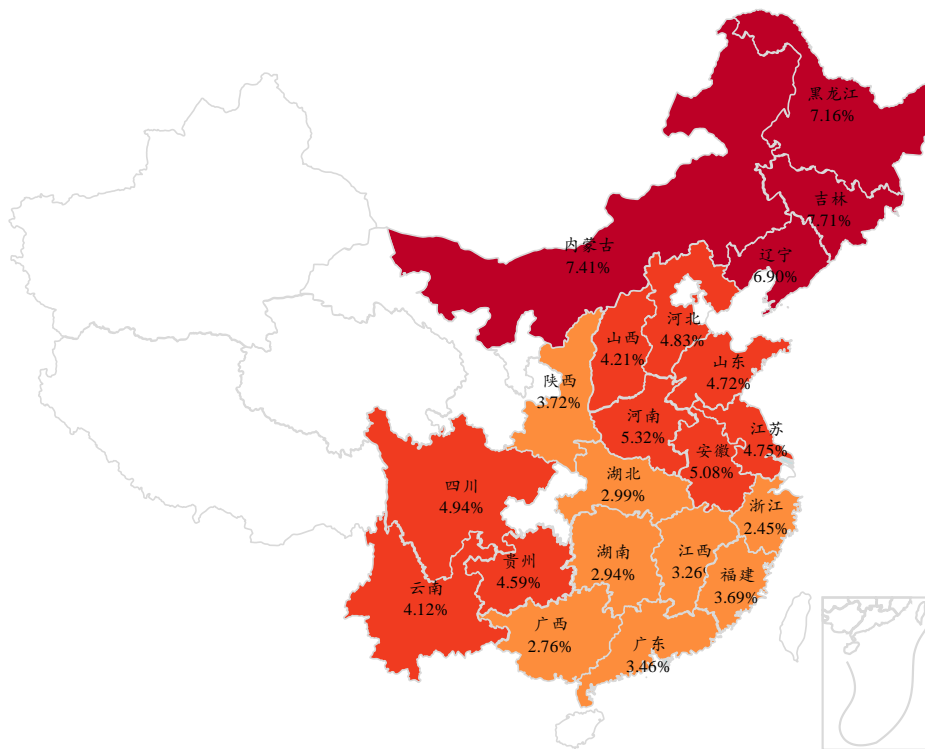 黑龙江
7.16%
吉林
7.71%
内蒙古
7.41%
辽宁
6.90%
河北
4.83%
山西
4.21%
山东
4.72%
陕西
3.72%
河南
5.32%
江苏
4.75%
安徽
5.08%
湖北
2.99%
四川
4.94%
浙江
2.45%
湖南
2.94%
江西
3.26%
贵州
4.59%
福建
3.69%
云南
4.12%
广西
2.76%
广东
3.46%